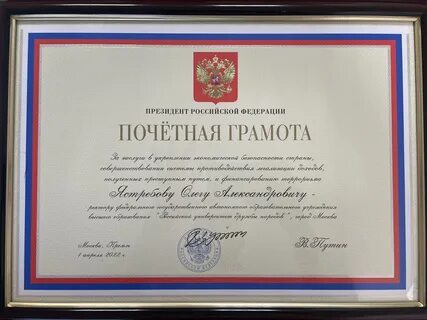 ПРЕЗИДЕНТ РОССИЙСКОЙ ФЕДЕРАЦИИ
ПОЧЁТНАЯ ГРАМОТА
За заслуги в укреплении экономической безопасности страны,
совершенствовании системы противодействия легализации доходов,
полученных преступным путем, и финансированию терроризма
Ястребову Олегу Александровичу -
ректору федерального государственного автономного образовательного учреждения
высшего образования "Российский университет дружбы народов", город Москва
Москва, Кремль
1 апреля 2022 г.
В.Путин